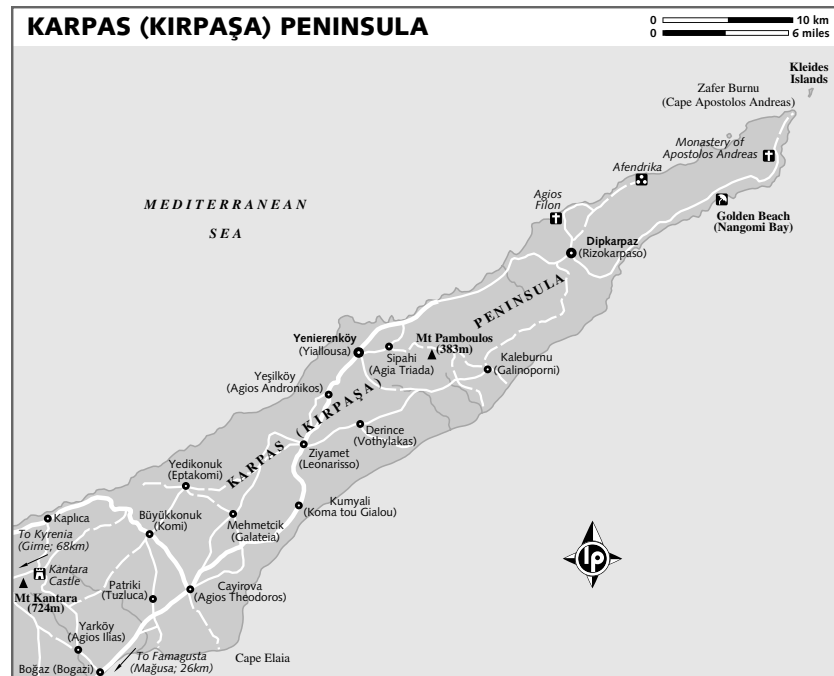 KARPAS (KIRPAŞA) PENINSULA
0 10 km
0 6 miles
Kleides
Islands
Zafer Burnu
(Cape Apostolos Andreas)
Monastery of
Apostolos Andreas
Afendrika
Agios
Filon
Golden Beach
(Nangomi Bay)
MEDITERRANEAN
SEA
Dipkarpaz
(Rizokarpaso)
PENINSULA
Yenierenköy
(Yiallousa)
Mt Pamboulos
(383m)
Sipahi
(Agia Triada)
Kaleburnu
(Galinoporni)
Yeşilköy
(Agios Andronikos)
KARPAS (KIRPAŞA)
Derince
(Vothylakas)
Ziyamet
(Leonarisso)
Yedikonuk
(Eptakomi)
Kumyali
(Koma tou Gialou)
Kaplıca
Büyükkonuk
(Komi)
Mehmetcik
(Galateia)
To Kyrenia
(Girne; 68km)
Kantara
Castle
Mt Kantara
(724m)
Patriki
(Tuzluca)
Cayirova
(Agios Theodoros)
Yarköy
(Agios Ilias)
To Famagusta
(Mağusa; 26km)
Cape Elaia
Boğaz (Bogazi)
lp